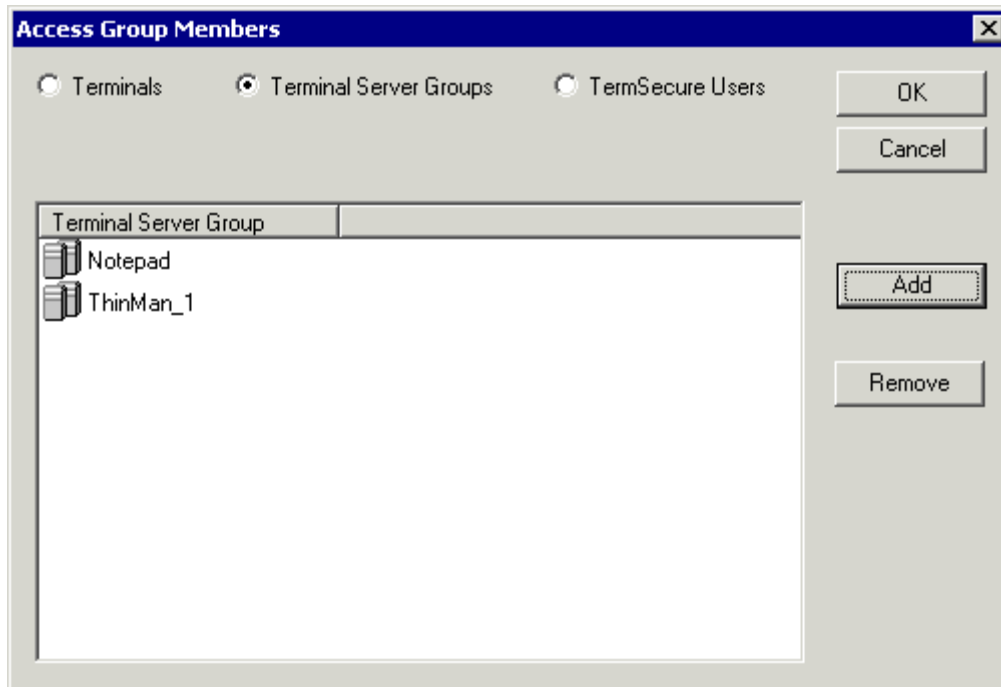 Access Group Members
Terminals Terminal Server Groups TermSecure Users
OK
Cancel
Terminal Server Group
Notepad
ThinMan_1
Add
Remove